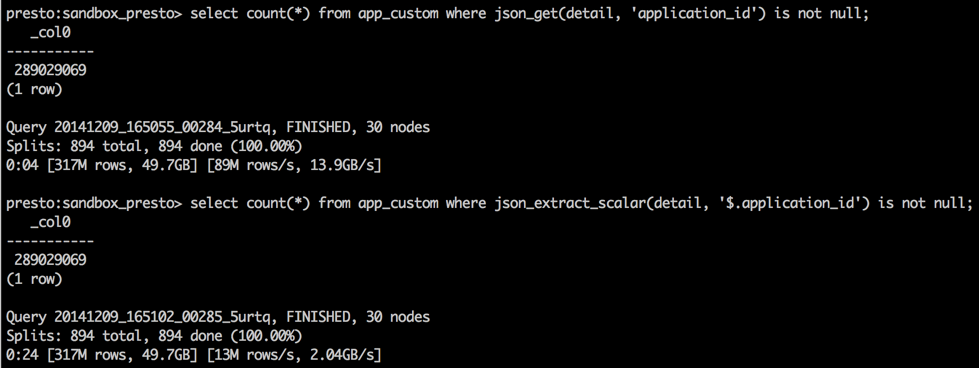 presto:sandbox_presto> select count(*) from app_custom where json_get(detail, 'application_id') is not null;
_col0
-----------
289029069
(1 row)
Query 20141209_165055_00284_5urtq, FINISHED, 30 nodes
Splits: 894 total, 894 done (100.00%)
0:04 [317M rows, 49.7GB] [89M rows/s, 13.9GB/s]
presto:sandbox_presto> select count(*) from app_custom where json_extract_scalar(detail, '$.application_id') is not null;
_col0
-----------
289029069
(1 row)
Query 20141209_165102_00285_5urtq, FINISHED, 30 nodes
Splits: 894 total, 894 done (100.00%)
0:24 [317M rows, 49.7GB] [13M rows/s, 2.04GB/s]